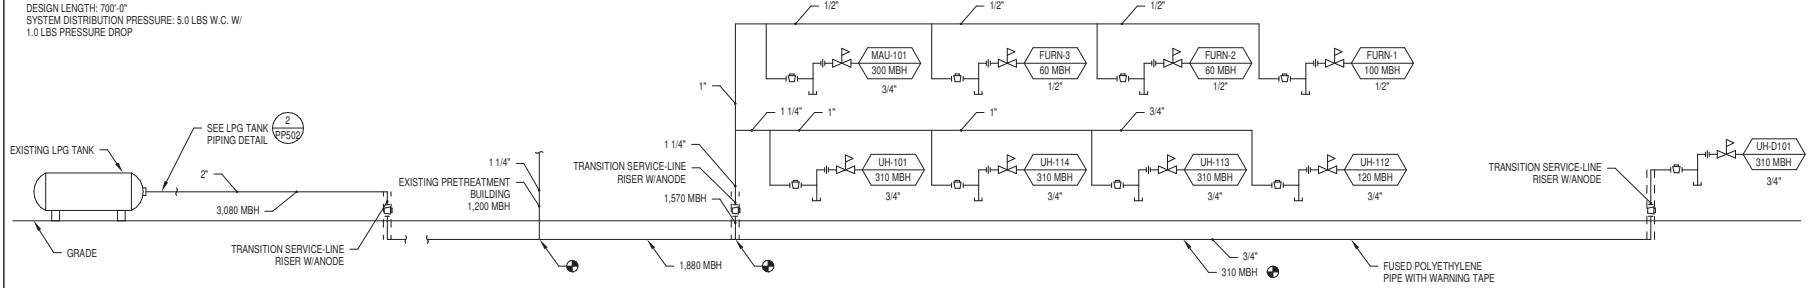 DESIGN LENGTH: 700'-0"
SYSTEM DISTRIBUTION PRESSURE: 5.0 LBS W.C. W/
1.0 LBS PRESSURE DROP
1/2"
1/2"
1/2"
MAU-101
300 MBH
3/4"
FURN-3
60 MBH
1/2"
FURN-2
60 MBH
1/2"
FURN-1
100 MBH
1/2"
1"
1 1/4"
1"
1"
3/4"
2
PP502
SEE LPG TANK
PIPING DETAIL
EXISTING LPG TANK
2"
3,080 MBH
GRADE
TRANSITION SERVICE-LINE
RISER W/ANODE
1 1/4"
EXISTING PRETREATMENT
BUILDING
1,200 MBH
1 1/4"
TRANSITION SERVICE-LINE
RISER W/ANODE
1,570 MBH
1,880 MBH
UH-101
310 MBH
3/4"
UH-114
310 MBH
3/4"
UH-113
310 MBH
3/4"
UH-112
120 MBH
3/4"
TRANSITION SERVICE-LINE
RISER W/ANODE
UH-D101
310 MBH
3/4"
3/4"
310 MBH
FUSED POLYETHYLENE
PIPE WITH WARNING TAPE